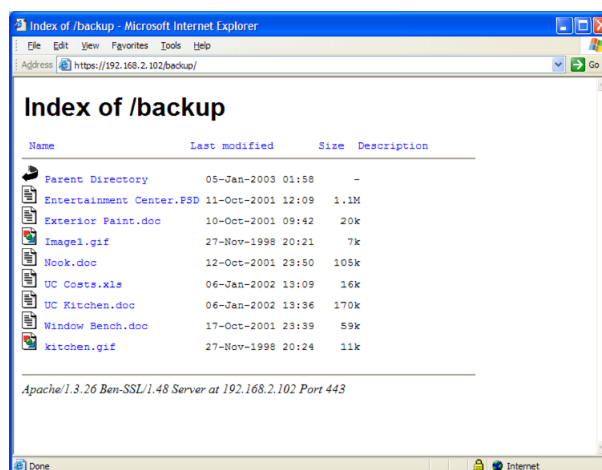 Index of /backup - Microsoft Internet Explorer
File Edit View Favorites Tools Help
Address https://192.168.2.102/backup/ Go
Index of /backup
Name Last modified Size Description
Parent Directory 05-Jan-2003 01:58 -
Entertainment Center.PSD 11-Oct-2001 12:09 1.1M
Exterior Paint.doc 10-Oct-2001 09:42 20k
Image1.gif 27-Nov-1998 20:21 7k
Nook.doc 12-Oct-2001 23:50 105k
UC Costs.xls 06-Jan-2002 13:09 16k
UC Kitchen.doc 06-Jan-2002 13:36 170k
Window Bench.doc 17-Oct-2001 23:39 59k
kitchen.gif 27-Nov-1998 20:24 11k
Apache/1.3.26 Ben-SSL/1.48 Server at 192.168.2.102 Port 443
Done Internet